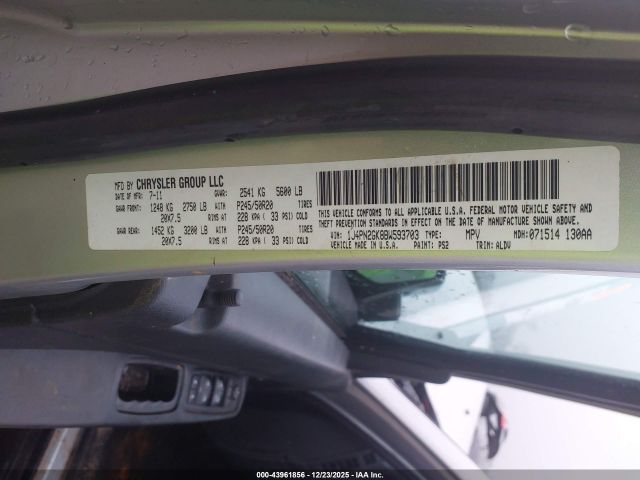 MFD BY CHRYSLER GROUP LLC
DATE OF MFR: 7-11 GVWR: 2541 KG 5600 LB
GAWR FRONT: 1248 KG 2750 LB WITH P245/50R20 TIRES
20X7.5 RIMS AT 228 KPA ( 33 PSI) COLD
GAWR REAR: 1452 KG 3200 LB WITH P245/50R20 TIRES
20X7.5 RIMS AT 228 KPA ( 33 PSI) COLD
THIS VEHICLE CONFORMS TO ALL APPLICABLE U.S.A. FEDERAL MOTOR VEHICLE SAFETY AND
THEFT PREVENTION STANDARDS IN EFFECT ON THE DATE OF MANUFACTURE SHOWN ABOVE.
VIN: 1J4PN2GK8BW593703 TYPE: MPV MDH: 071514 130AA
VEHICLE MADE IN U.S.A. PAINT: PS2 TRIM: ALDV
000-43961856 - 12/23/2025 - IAAI.com